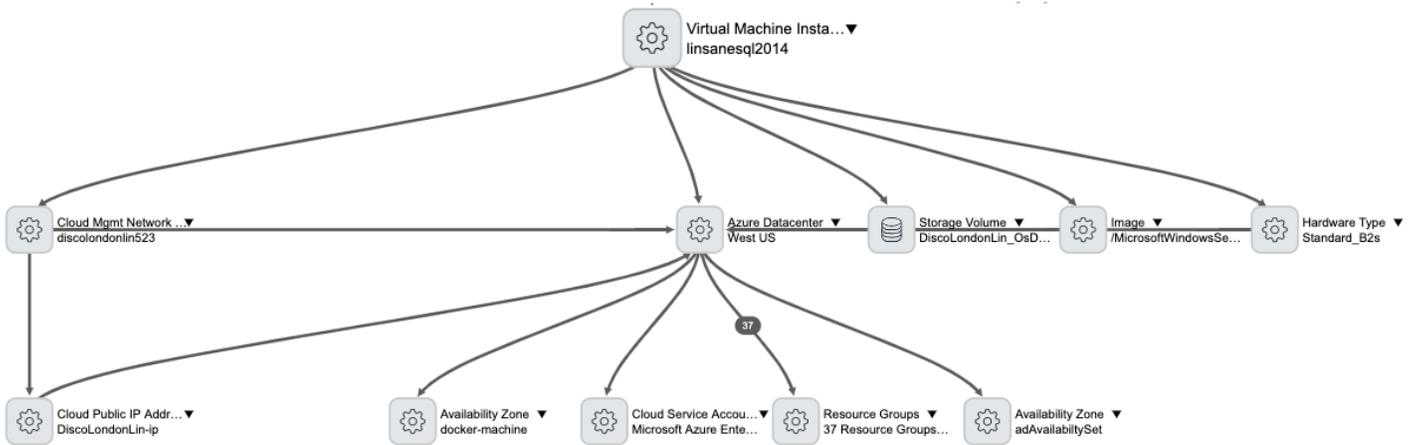 Virtual Machine Insta...▼
linsanesql2014
Cloud Mgmt Network ...▼
discolondonlin523
Azure Datacenter ▼
West US
Storage Volume ▼
DiscoLondonLin_OsD...
Image ▼
/MicrosoftWindowsSe...
Hardware Type ▼
Standard_B2s
37
Cloud Public IP Addr...▼
DiscoLondonLin-ip
Availability Zone ▼
docker-machine
Cloud Service Accou...▼
Microsoft Azure Ente...
Resource Groups ▼
37 Resource Groups...
Availability Zone ▼
adAvailabiltySet